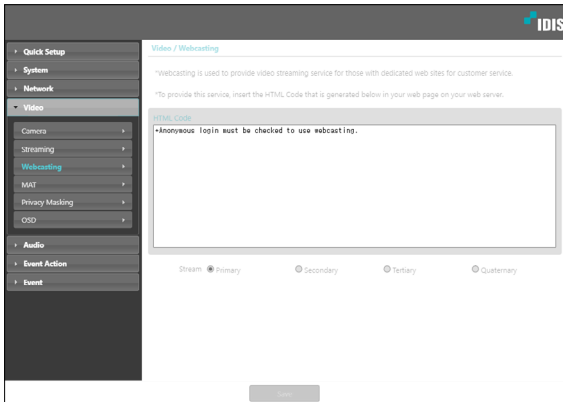 IDIS
Quick Setup
System
Network
Video
Camera
Streaming
Webcasting
MAT
Privacy Masking
OSD
Audio
Event Action
Event
Video / Webcasting
*Webcasting is used to provide video streaming service for those with dedicated web sites for customer service.
*To provide this service, insert the HTML Code that is generated below in your web page on your web server.
HTML Code
*Anonymous login must be checked to use webcasting.
Stream Primary Secondary Tertiary Quaternary
Save